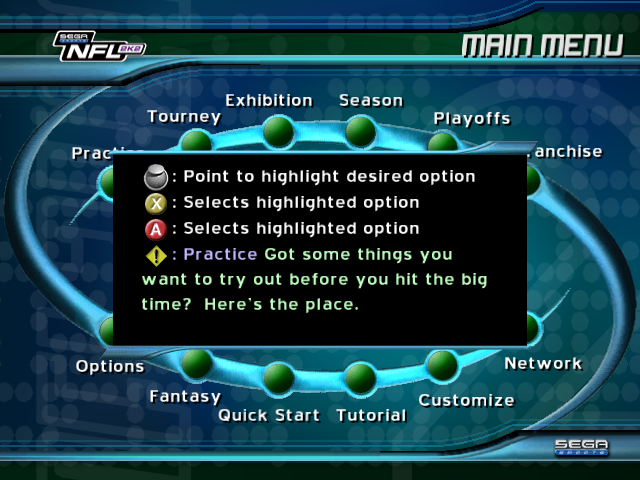 SEGA
SPORTS
NFL 2K2
MAIN MENU
Exhibition
Season
Tourney
Playoffs
Practice
anchise
: Point to highlight desired option
X : Selects highlighted option
A : Selects highlighted option
! : Practice Got some things you
want to try out before you hit the big
time? Here's the place.
Options
Network
Fantasy
Customize
Quick Start
Tutorial
SEGA
SPORTS